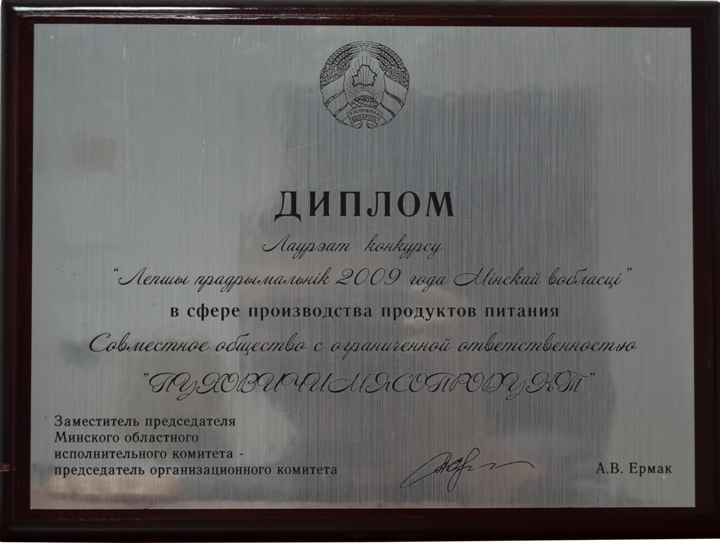 ДИПЛОМ
Лаурэат конкурсу
"Лепшы прадрымальнік 2009 года Мінскай вобласці"
в сфере производства продуктов питания
Совместное общество с ограниченной ответственностью
"ПУХОВИЧИМЯСОПРОДУКТ"
Заместитель председателя
Минского областного
исполнительного комитета -
председатель организационного комитета
А.В. Ермак